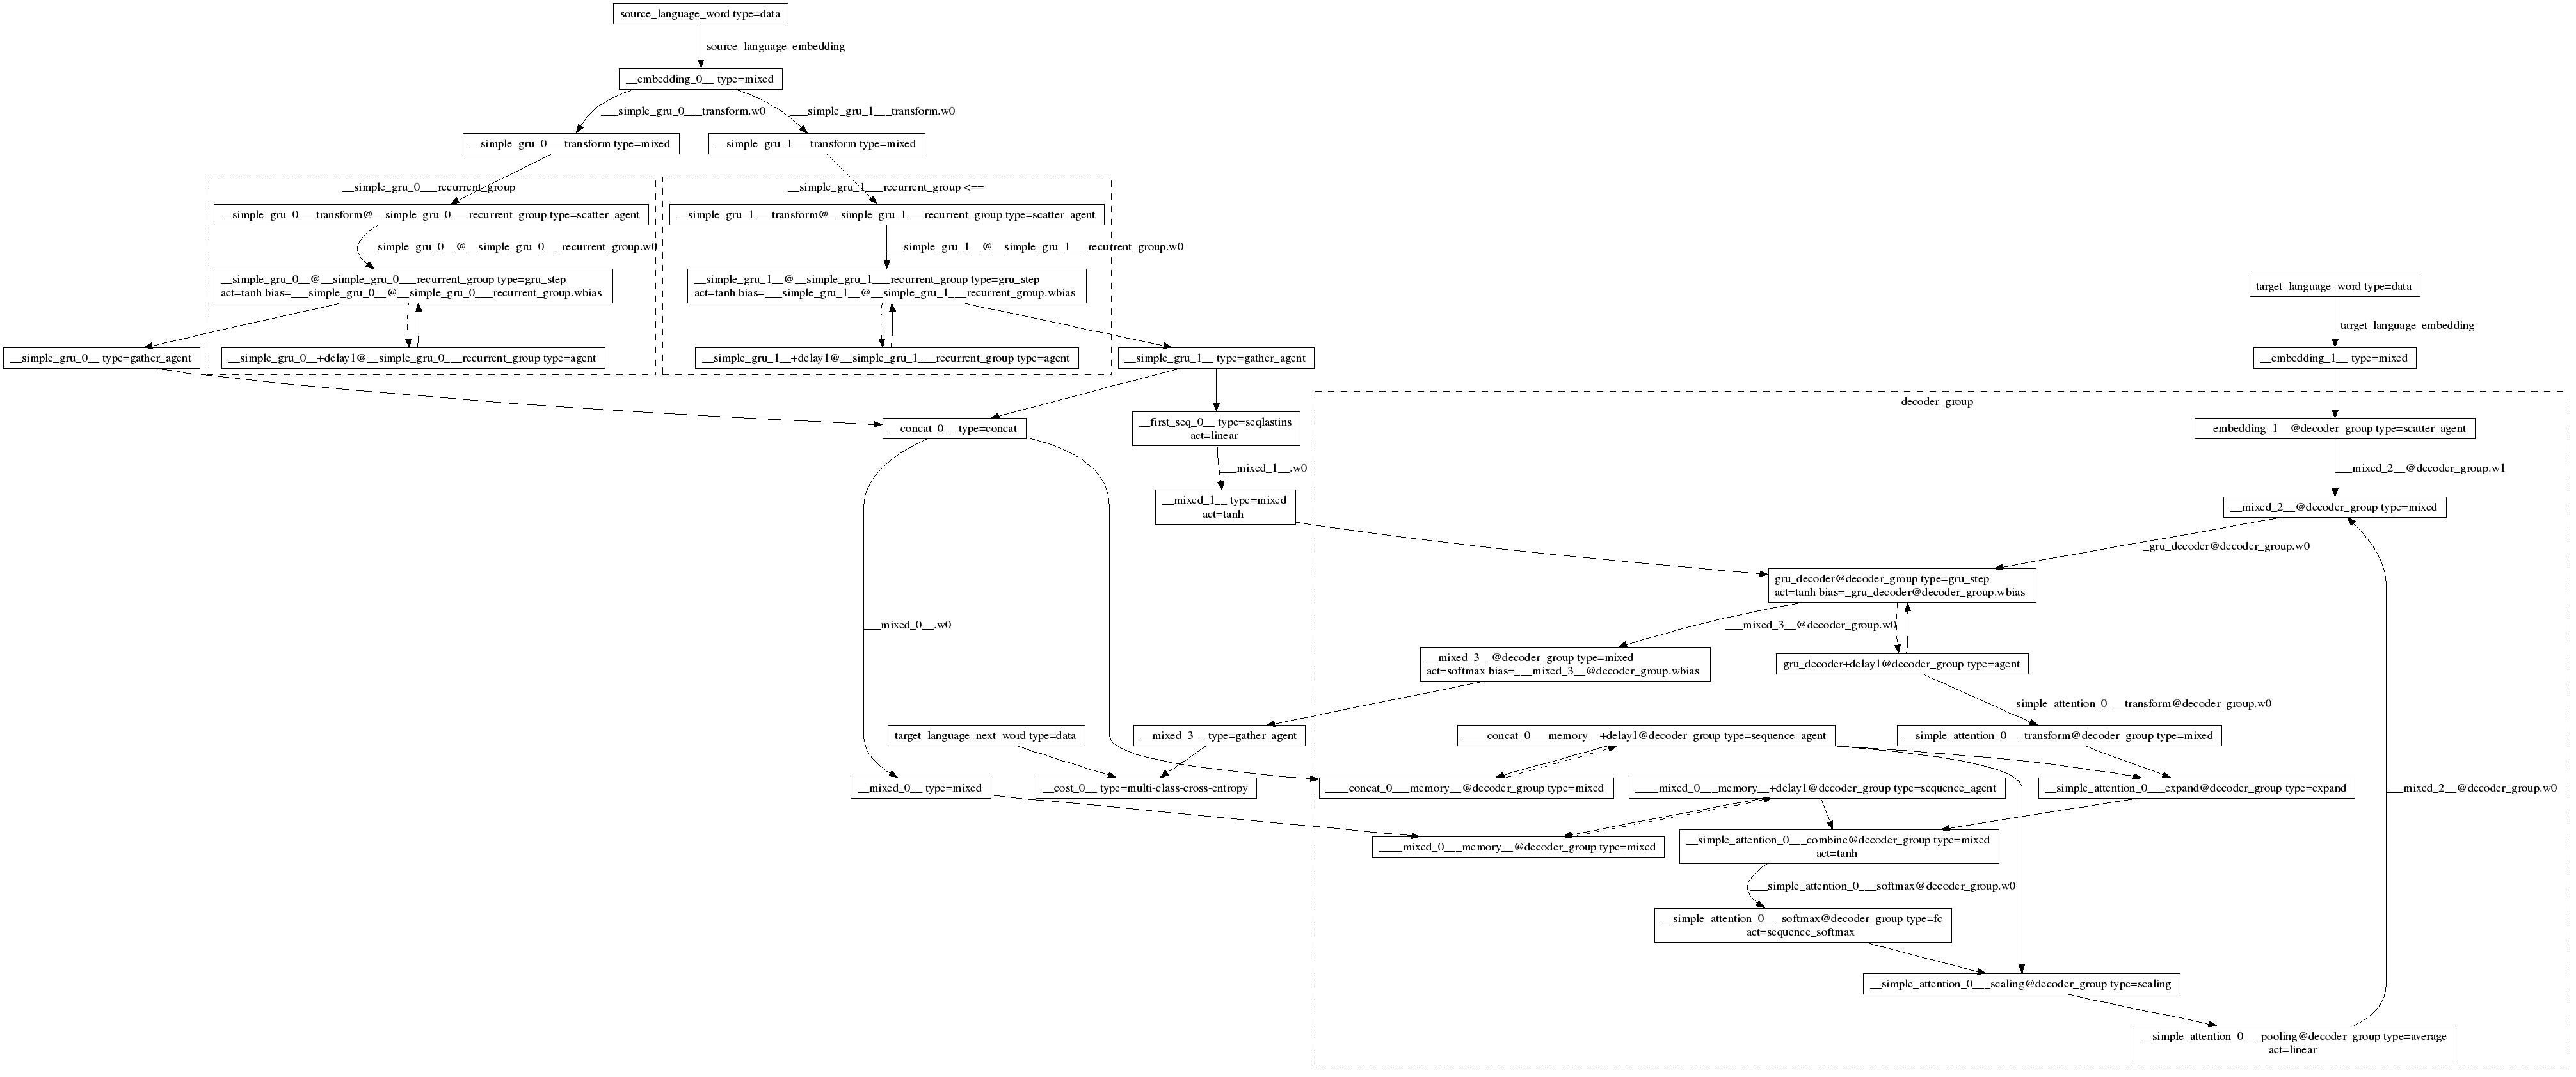 source_language_word type=data
_source_language_embedding
__embedding_0__ type=mixed
___simple_gru_0___transform.w0
___simple_gru_1___transform.w0
__simple_gru_0___transform type=mixed
__simple_gru_1___transform type=mixed
__simple_gru_0___recurrent_group
__simple_gru_1___recurrent_group <==
__simple_gru_0___transform@__simple_gru_0___recurrent_group type=scatter_agent
__simple_gru_1___transform@__simple_gru_1___recurrent_group type=scatter_agent
___simple_gru_0__@__simple_gru_0___recurrent_group.w0
___simple_gru_1__@__simple_gru_1___recurrent_group.w0
__simple_gru_0__@__simple_gru_0___recurrent_group type=gru_step
act=tanh bias=___simple_gru_0__@__simple_gru_0___recurrent_group.wbias
__simple_gru_1__@__simple_gru_1___recurrent_group type=gru_step
act=tanh bias=___simple_gru_1__@__simple_gru_1___recurrent_group.wbias
target_language_word type=data
_target_language_embedding
__simple_gru_0__ type=gather_agent
__simple_gru_0__+delay1@__simple_gru_0___recurrent_group type=agent
__simple_gru_1__+delay1@__simple_gru_1___recurrent_group type=agent
__simple_gru_1__ type=gather_agent
__embedding_1__ type=mixed
decoder_group
__concat_0__ type=concat
__first_seq_0__ type=seqlastins
act=linear
__embedding_1__@decoder_group type=scatter_agent
___mixed_1__.w0
___mixed_2__@decoder_group.w1
__mixed_1__ type=mixed
act=tanh
__mixed_2__@decoder_group type=mixed
_gru_decoder@decoder_group.w0
gru_decoder@decoder_group type=gru_step
act=tanh bias=_gru_decoder@decoder_group.wbias
___mixed_0__.w0
___mixed_3__@decoder_group.w0
__mixed_3__@decoder_group type=mixed
act=softmax bias=___mixed_3__@decoder_group.wbias
gru_decoder+delay1@decoder_group type=agent
___simple_attention_0___transform@decoder_group.w0
target_language_next_word type=data
__mixed_3__ type=gather_agent
____concat_0___memory__+delay1@decoder_group type=sequence_agent
__simple_attention_0___transform@decoder_group type=mixed
__mixed_0__ type=mixed
__cost_0__ type=multi-class-cross-entropy
____concat_0___memory__@decoder_group type=mixed
____mixed_0___memory__+delay1@decoder_group type=sequence_agent
__simple_attention_0___expand@decoder_group type=expand
___mixed_2__@decoder_group.w0
____mixed_0___memory__@decoder_group type=mixed
__simple_attention_0___combine@decoder_group type=mixed
act=tanh
___simple_attention_0___softmax@decoder_group.w0
__simple_attention_0___softmax@decoder_group type=fc
act=sequence_softmax
__simple_attention_0___scaling@decoder_group type=scaling
__simple_attention_0___pooling@decoder_group type=average
act=linear